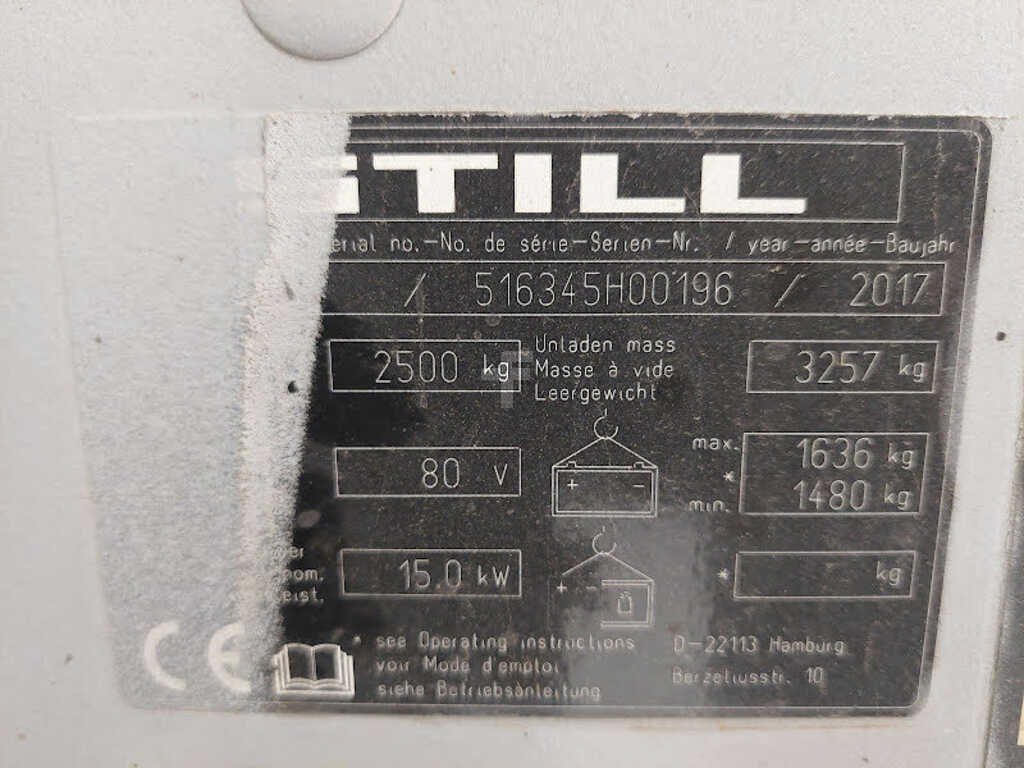 STILL
serial no.-No. de série-Serien-Nr. / year-année-Baujahr
/ 516345H00196 / 2017
2500 kg
Unladen mass
Masse à vide
Leergewicht
3257 kg
80 V
+ -
max. 1636 kg
*
min. 1480 kg
nom.
15.0 kW
+ -
* kg
CE
* see Operating instructions
voir Mode d'emploi
siehe Betriebsanleitung
D-22113 Hamburg
Berzeliusstr. 10